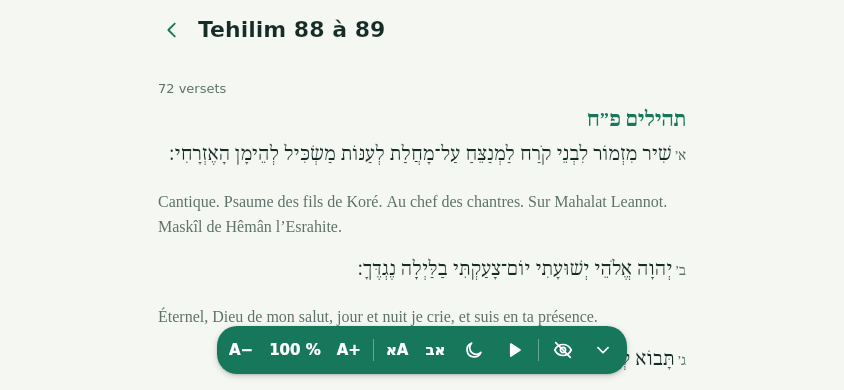 Tehilim 88 à 89
72 versets
תהילים פ״ח
א׳ שִׁיר מִזְמוֹר לִבְנֵי קֹרַח לַמְנַצֵּחַ עַל־מָחֲלַת לְעַנּוֹת מַשְׂכִּיל לְהֵימָן הָאֶזְרָחִי׃
Cantique. Psaume des fils de Koré. Au chef des chantres. Sur Mahalat Leannot.
Maskîl de Hêmân l’Esrahite.
ב׳ יְהוָה אֱלֹהֵי יְשׁוּעָתִי יוֹם־צָעַקְתִּי בַלַּיְלָה נֶגְדֶּךָ׃
Éternel, Dieu de mon salut, jour et nuit je crie, et suis en ta présence.
ג׳ תָּבוֹא
A− 100 % A+ אA אב